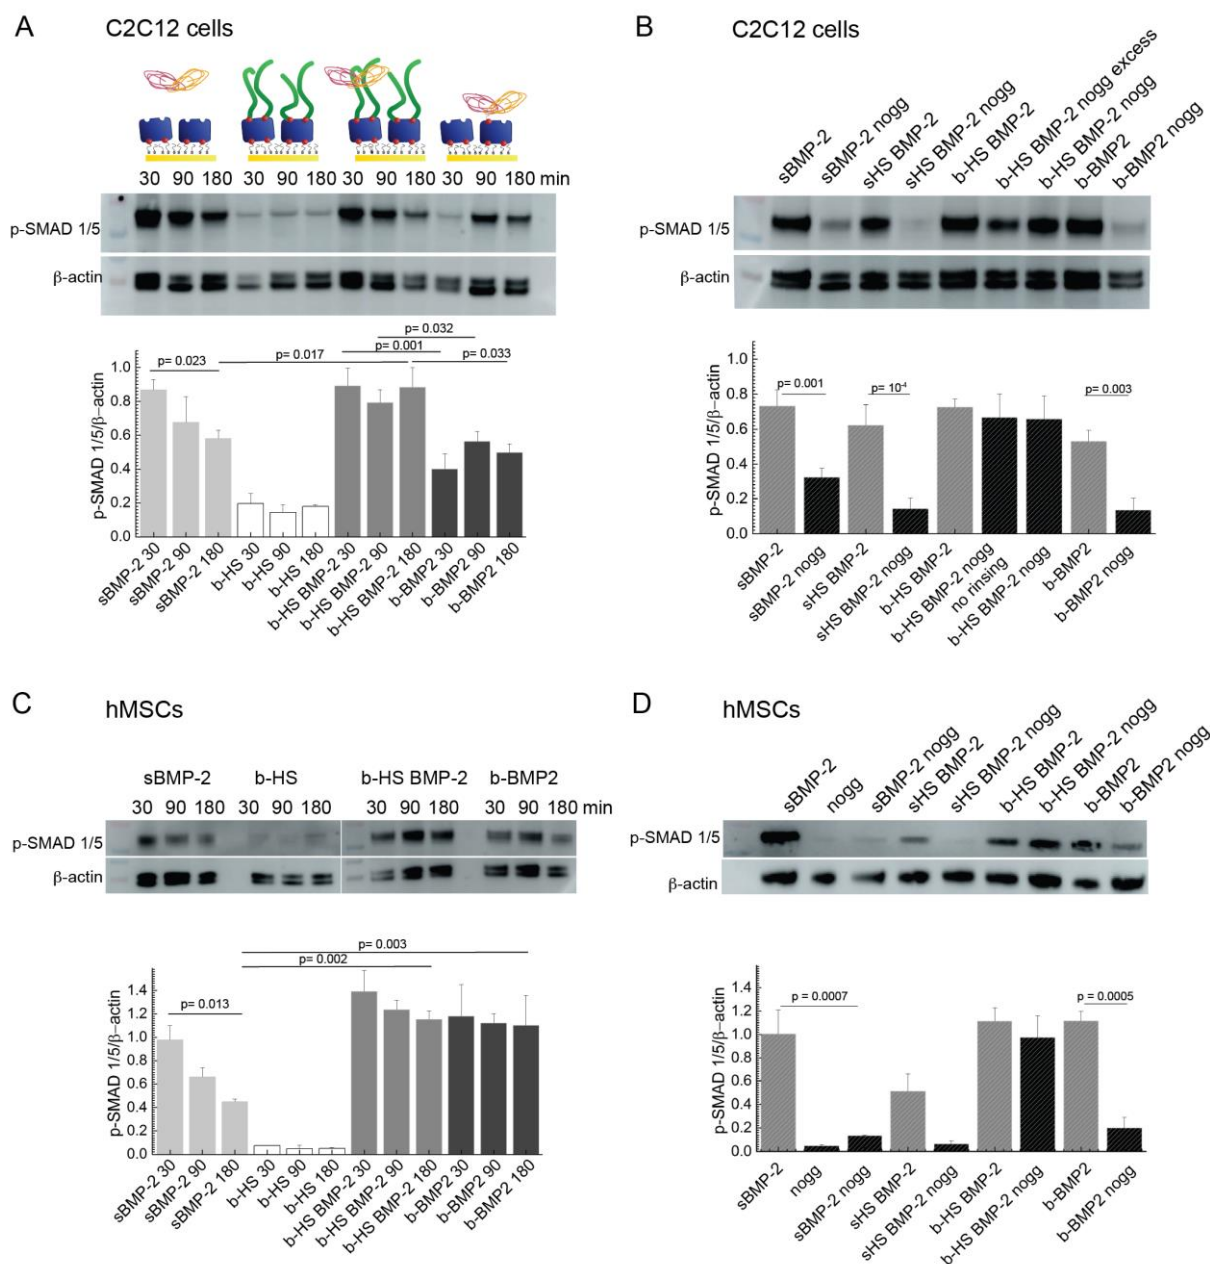 A C2C12 cells
30 90 180 30 90 180 30 90 180 30 90 180 min
p-SMAD 1/5
β-actin
p= 0.032
p= 0.001
p= 0.023
p= 0.017
p= 0.033
p-SMAD 1/5/β−actin
1.0
0.8
0.6
0.4
0.2
0.0
sBMP-2 30
sBMP-2 90
sBMP-2 180
b-HS 30
b-HS 90
b-HS 180
b-HS BMP-2 30
b-HS BMP-2 90
b-HS BMP-2 180
b-BMP2 30
b-BMP2 90
b-BMP2 180
B C2C12 cells
sBMP-2
sBMP-2 nogg
sHS BMP-2
sHS BMP-2 nogg
b-HS BMP-2
b-HS BMP-2 nogg excess
b-HS BMP-2 nogg
b-BMP2
b-BMP2 nogg
p-SMAD 1/5
β-actin
p= 0.001
p= 10-4
p= 0.003
p-SMAD 1/5/β−actin
1.0
0.8
0.6
0.4
0.2
0.0
sBMP-2
sBMP-2 nogg
sHS BMP-2
sHS BMP-2 nogg
b-HS BMP-2
b-HS BMP-2 nogg
no rinsing
b-HS BMP-2 nogg
b-BMP2
b-BMP2 nogg
C hMSCs
sBMP-2 b-HS b-HS BMP-2 b-BMP2
30 90 180 30 90 180 30 90 180 30 90 180 min
p-SMAD 1/5
β-actin
p= 0.003
p= 0.002
p= 0.013
p-SMAD 1/5/β−actin
1.4
1.2
1.0
0.8
0.6
0.4
0.2
0.0
sBMP-2 30
sBMP-2 90
sBMP-2 180
b-HS 30
b-HS 90
b-HS 180
b-HS BMP-2 30
b-HS BMP-2 90
b-HS BMP-2 180
b-BMP2 30
b-BMP2 90
b-BMP2 180
D hMSCs
sBMP-2
nogg
sBMP-2 nogg
sHS BMP-2
sHS BMP-2 nogg
b-HS BMP-2
b-HS BMP-2 nogg
b-BMP2
b-BMP2 nogg
p-SMAD 1/5
β-actin
p = 0.0007
p = 0.0005
p-SMAD 1/5/β−actin
1.4
1.2
1.0
0.8
0.6
0.4
0.2
0.0
sBMP-2
nogg
sBMP-2 nogg
sHS BMP-2
sHS BMP-2 nogg
b-HS BMP-2
b-HS BMP-2 nogg
b-BMP2
b-BMP2 nogg